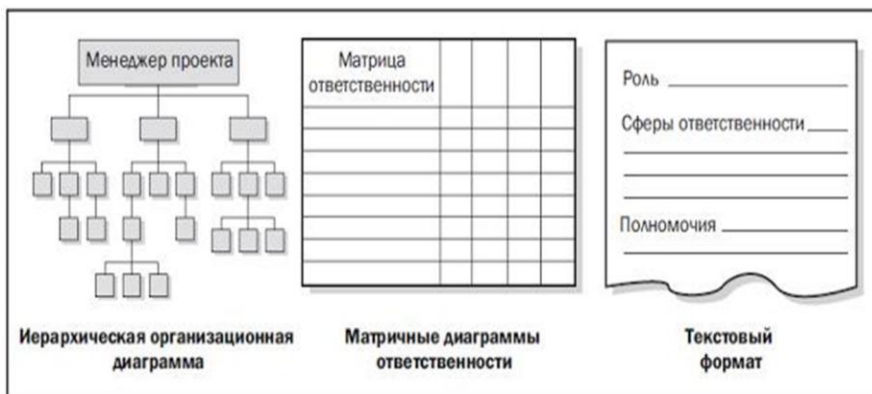 Менеджер проекта
Матрица
ответственности
Роль
Сферы ответственности
Полномочия
Иерархическая организационная
диаграмма
Матричные диаграммы
ответственности
Текстовый
формат